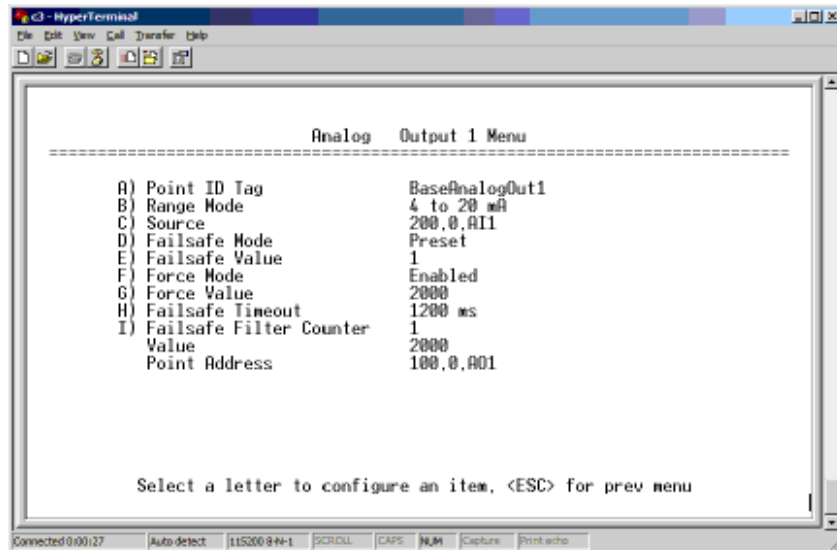 c3 - HyperTerminal
File Edit View Call Transfer Help
Analog Output 1 Menu
================================================================================
A) Point ID Tag BaseAnalogOut1
B) Range Mode 4 to 20 mA
C) Source 200,0,AI1
D) Failsafe Mode Preset
E) Failsafe Value 1
F) Force Mode Enabled
G) Force Value 2000
H) Failsafe Timeout 1200 ms
I) Failsafe Filter Counter 1
Value 2000
Point Address 100,0,AO1
Select a letter to configure an item, <ESC> for prev menu
Connected 0:00:27 Auto detect 115200 8-N-1 SCROLL CAPS NUM Capture Print echo